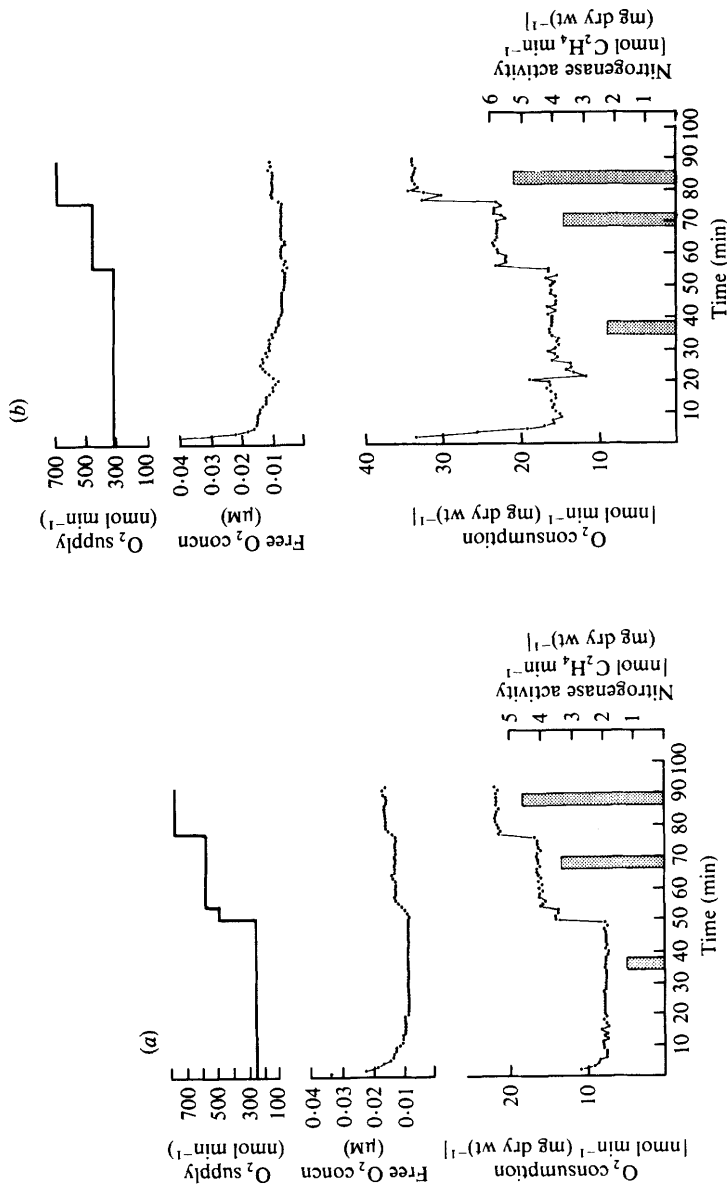 (a)
O₂ supply
(nmol min⁻¹)
700
500
300
100
Free O₂ concn
(μM)
0·04
0·03
0·02
0·01
O₂ consumption
|nmol min⁻¹ (mg dry wt)⁻¹|
20
10
Nitrogenase activity
[nmol C₂H₄ min⁻¹
(mg dry wt)⁻¹|
5
4
3
2
1
10 20 30 40 50 60 70 80 90 100
Time (min)
(b)
O₂ supply
(nmol min⁻¹)
700
500
300
100
Free O₂ concn
(μM)
0·04
0·03
0·02
0·01
O₂ consumption
|nmol min⁻¹ (mg dry wt)⁻¹|
40
30
20
10
Nitrogenase activity
[nmol C₂H₄ min⁻¹
(mg dry wt)⁻¹|
6
5
4
3
2
1
10 20 30 40 50 60 70 80 90 100
Time (min)